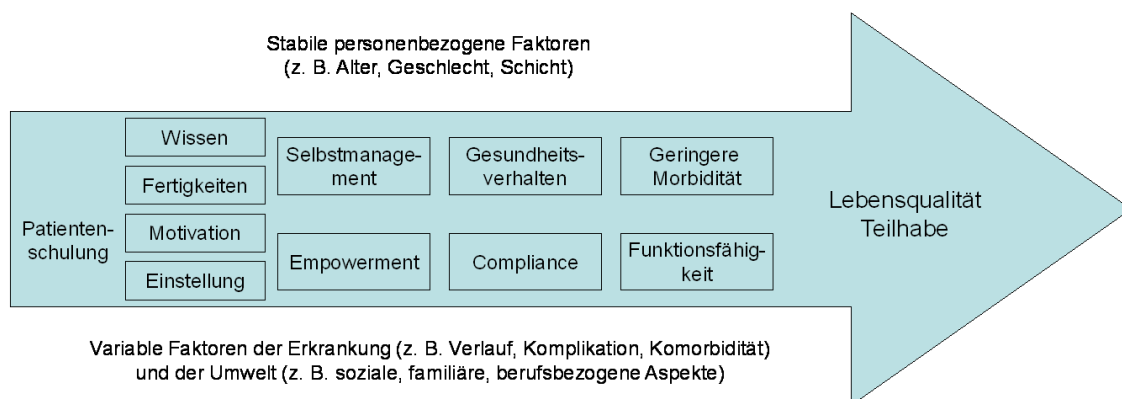 Stabile personenbezogene Faktoren
(z. B. Alter, Geschlecht, Schicht)
Patienten-
schulung
Wissen
Fertigkeiten
Motivation
Einstellung
Selbstmanage-
ment
Empowerment
Gesundheits-
verhalten
Compliance
Geringere
Morbidität
Funktionsfähig-
keit
Lebensqualität
Teilhabe
Variable Faktoren der Erkrankung (z. B. Verlauf, Komplikation, Komorbidität)
und der Umwelt (z. B. soziale, familiäre, berufsbezogene Aspekte)